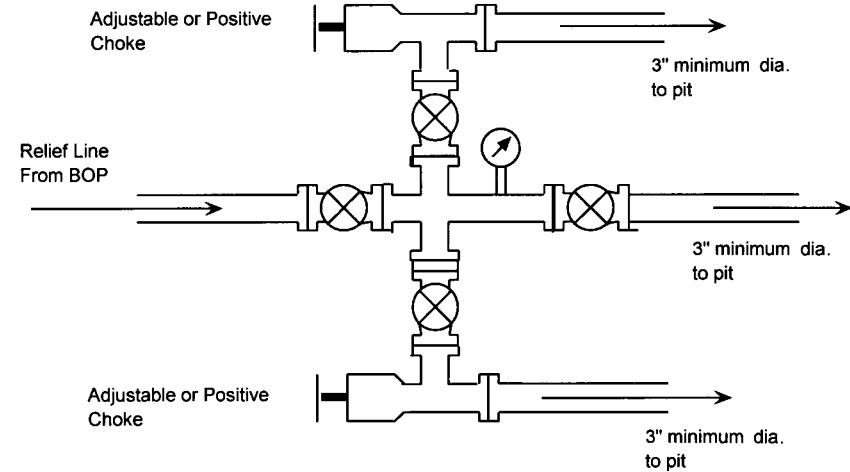 Adjustable or Positive
Choke
3" minimum dia.
to pit
Relief Line
From BOP
3" minimum dia.
to pit
Adjustable or Positive
Choke
3" minimum dia.
to pit